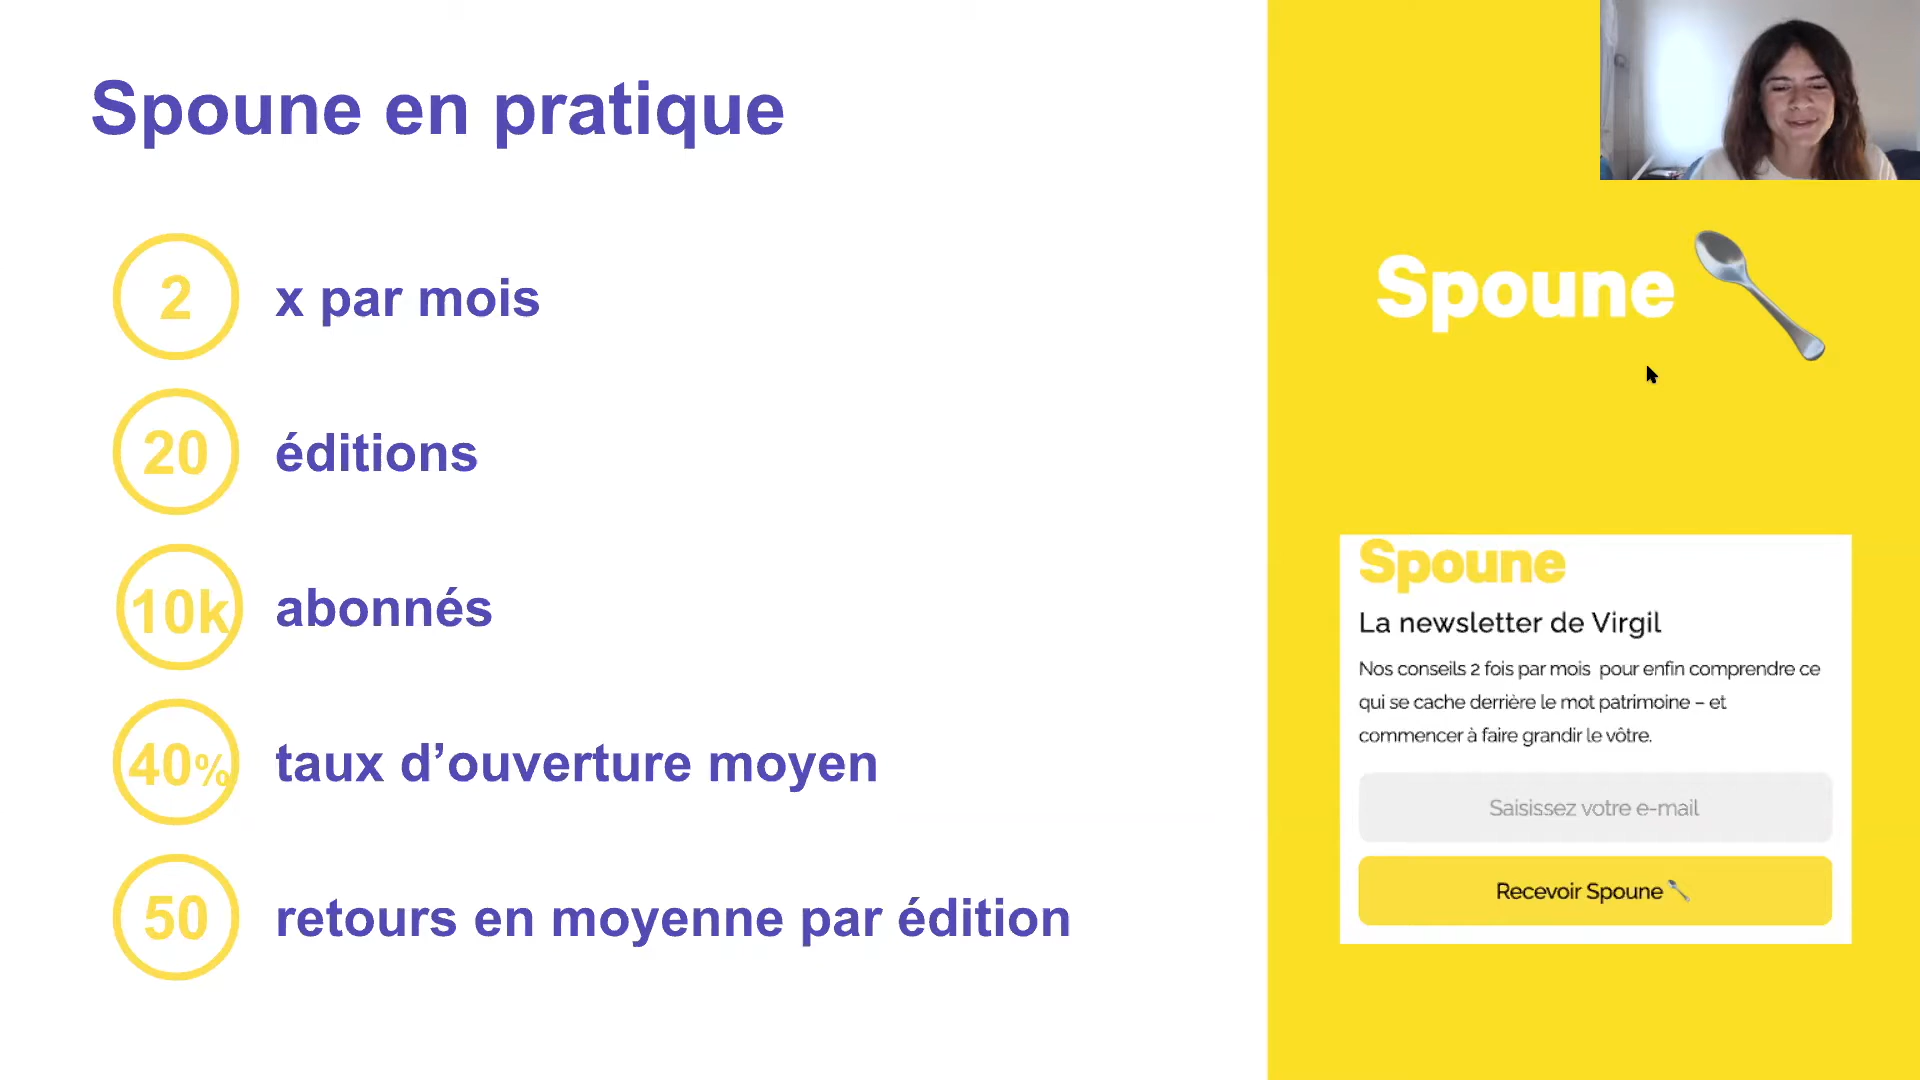 Spoune en pratique
2 x par mois
20 éditions
10k abonnés
40% taux d’ouverture moyen
50 retours en moyenne par édition
Spoune
Spoune
La newsletter de Virgil
Nos conseils 2 fois par mois pour enfin comprendre ce
qui se cache derrière le mot patrimoine – et
commencer à faire grandir le vôtre.
Saisissez votre e-mail
Recevoir Spoune